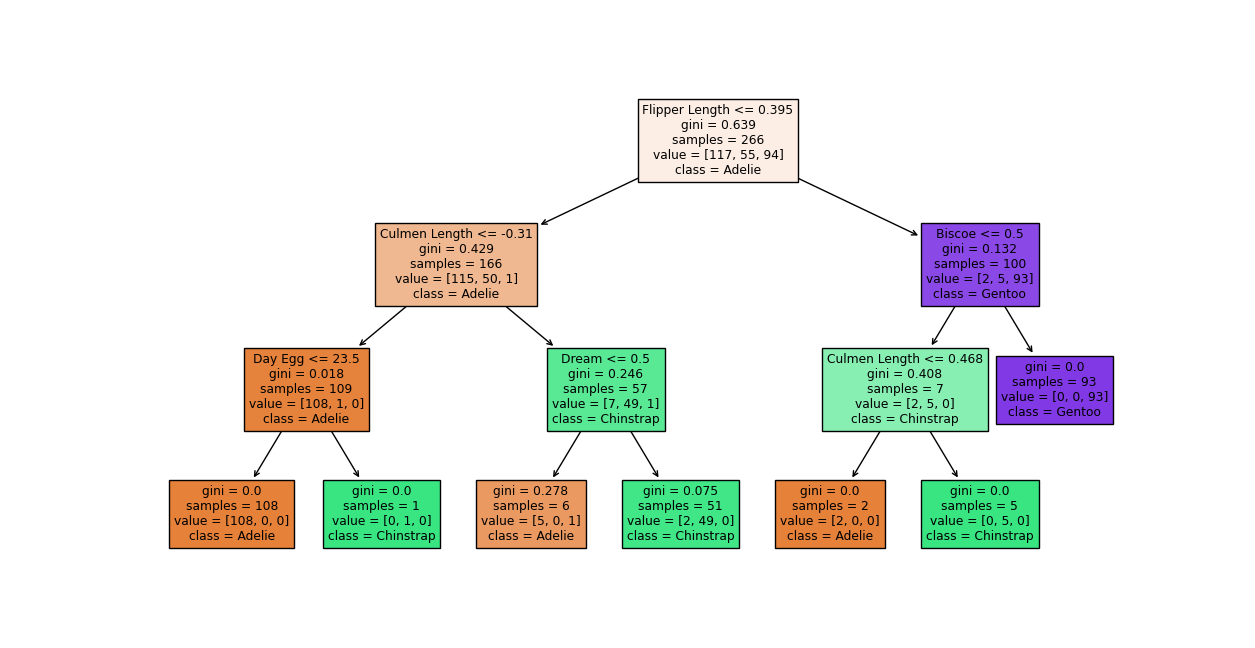 Flipper Length <= 0.395
gini = 0.639
samples = 266
value = [117, 55, 94]
class = Adelie
Culmen Length <= -0.31
gini = 0.429
samples = 166
value = [115, 50, 1]
class = Adelie
Biscoe <= 0.5
gini = 0.132
samples = 100
value = [2, 5, 93]
class = Gentoo
Day Egg <= 23.5
gini = 0.018
samples = 109
value = [108, 1, 0]
class = Adelie
Dream <= 0.5
gini = 0.246
samples = 57
value = [7, 49, 1]
class = Chinstrap
Culmen Length <= 0.468
gini = 0.408
samples = 7
value = [2, 5, 0]
class = Chinstrap
gini = 0.0
samples = 93
value = [0, 0, 93]
class = Gentoo
gini = 0.0
samples = 108
value = [108, 0, 0]
class = Adelie
gini = 0.0
samples = 1
value = [0, 1, 0]
class = Chinstrap
gini = 0.278
samples = 6
value = [5, 0, 1]
class = Adelie
gini = 0.075
samples = 51
value = [2, 49, 0]
class = Chinstrap
gini = 0.0
samples = 2
value = [2, 0, 0]
class = Adelie
gini = 0.0
samples = 5
value = [0, 5, 0]
class = Chinstrap